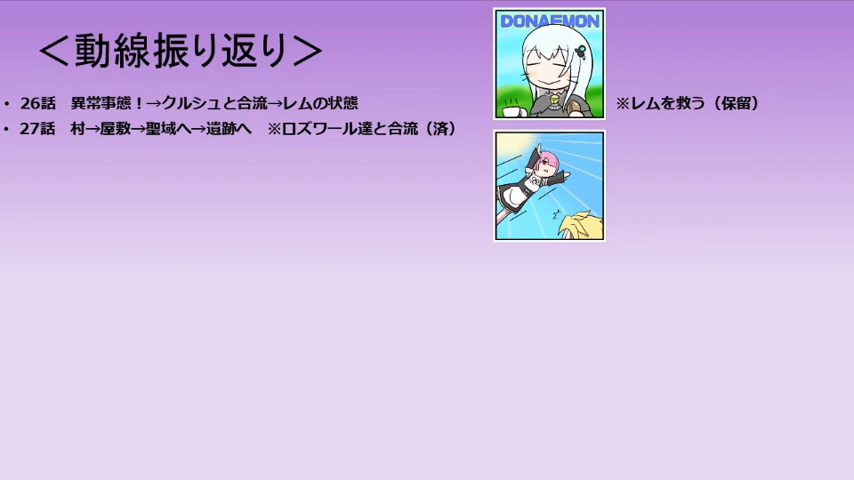 ＜動線振り返り＞
DONAEMON
• 26話　異常事態！→クルシュと合流→レムの状態
※レムを救う（保留）
• 27話　村→屋敷→聖域へ→遺跡へ　※ロズワール達と合流（済）